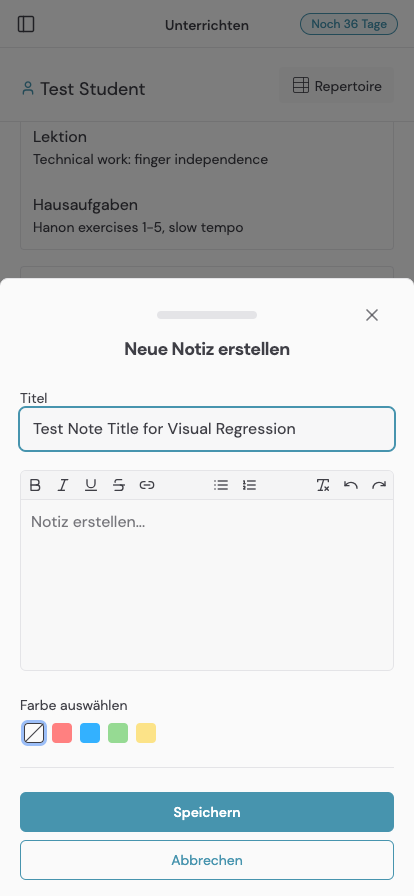 Unterrichten
Noch 36 Tage
Test Student
Repertoire
Lektion
Technical work: finger independence
Hausaufgaben
Hanon exercises 1-5, slow tempo
Neue Notiz erstellen
Titel
Test Note Title for Visual Regression
Notiz erstellen...
Farbe auswählen
Speichern
Abbrechen